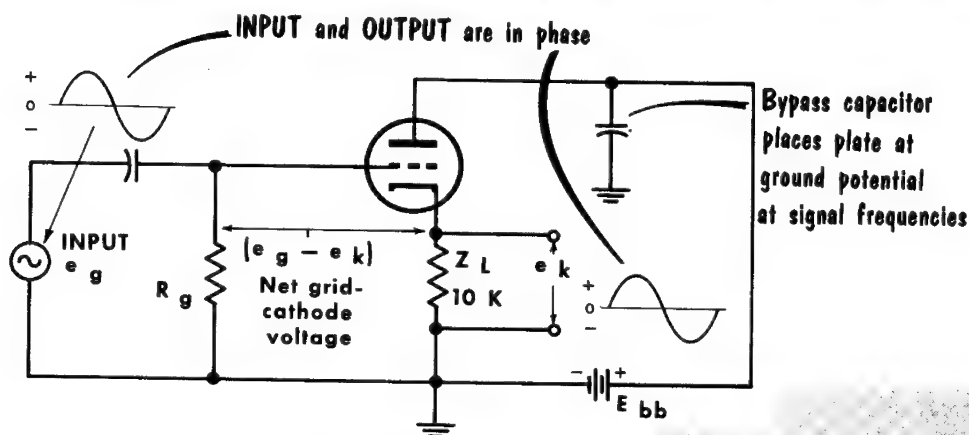 INPUT and OUTPUT are in phase
+
o
-
INPUT
e g
R g
(e g - e k)
Net grid-
cathode
voltage
Z L
10 K
e k
+
o
-
Bypass capacitor
places plate at
ground potential
at signal frequencies
- +
E bb